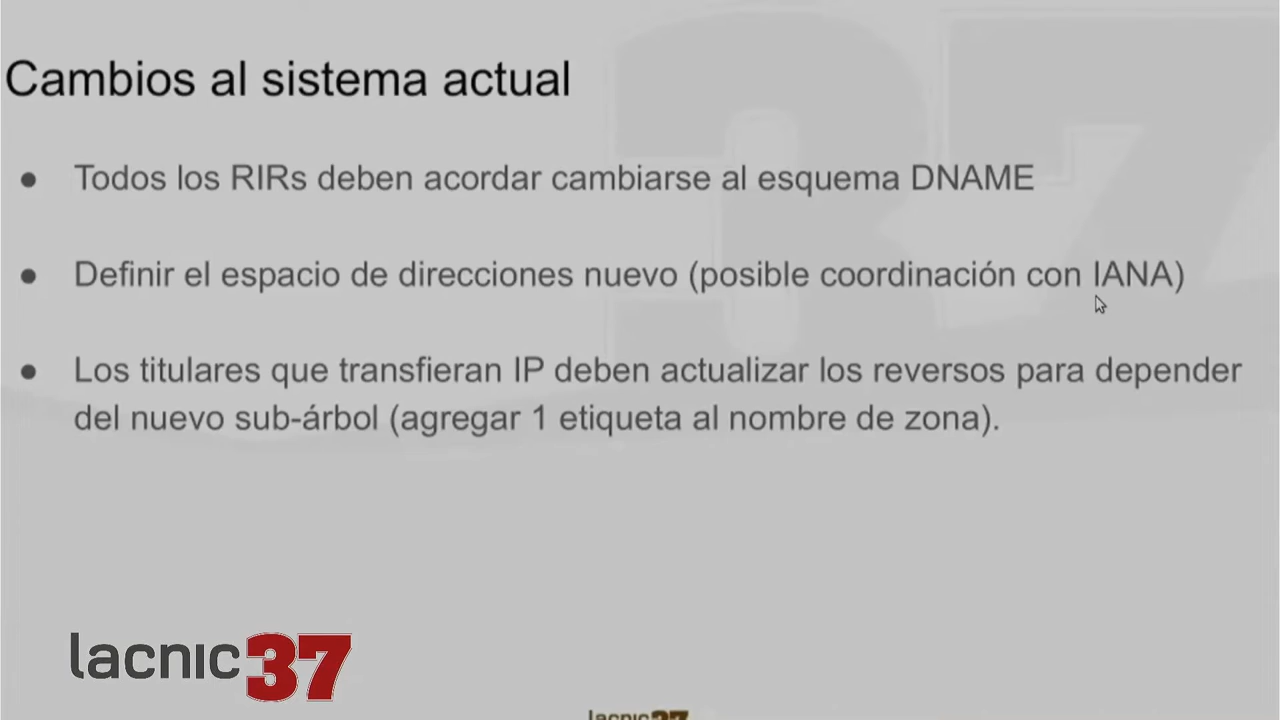 Cambios al sistema actual
● Todos los RIRs deben acordar cambiarse al esquema DNAME
● Definir el espacio de direcciones nuevo (posible coordinación con IANA)
● Los titulares que transfieran IP deben actualizar los reversos para depender
del nuevo sub-árbol (agregar 1 etiqueta al nombre de zona).
lacnic37
lacnic37